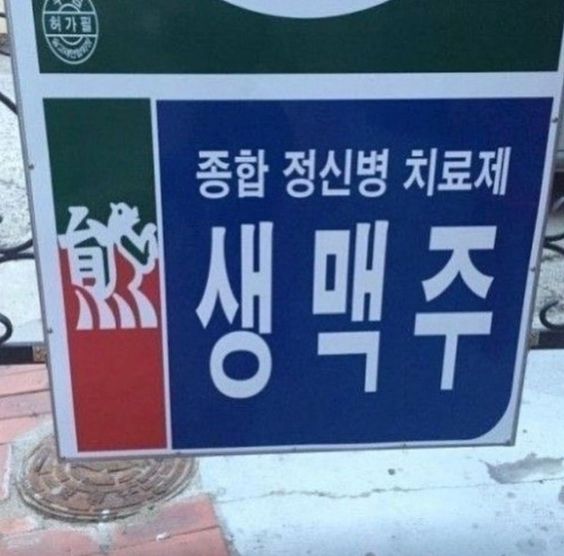 허가필
종합 정신병 치료제
생맥주